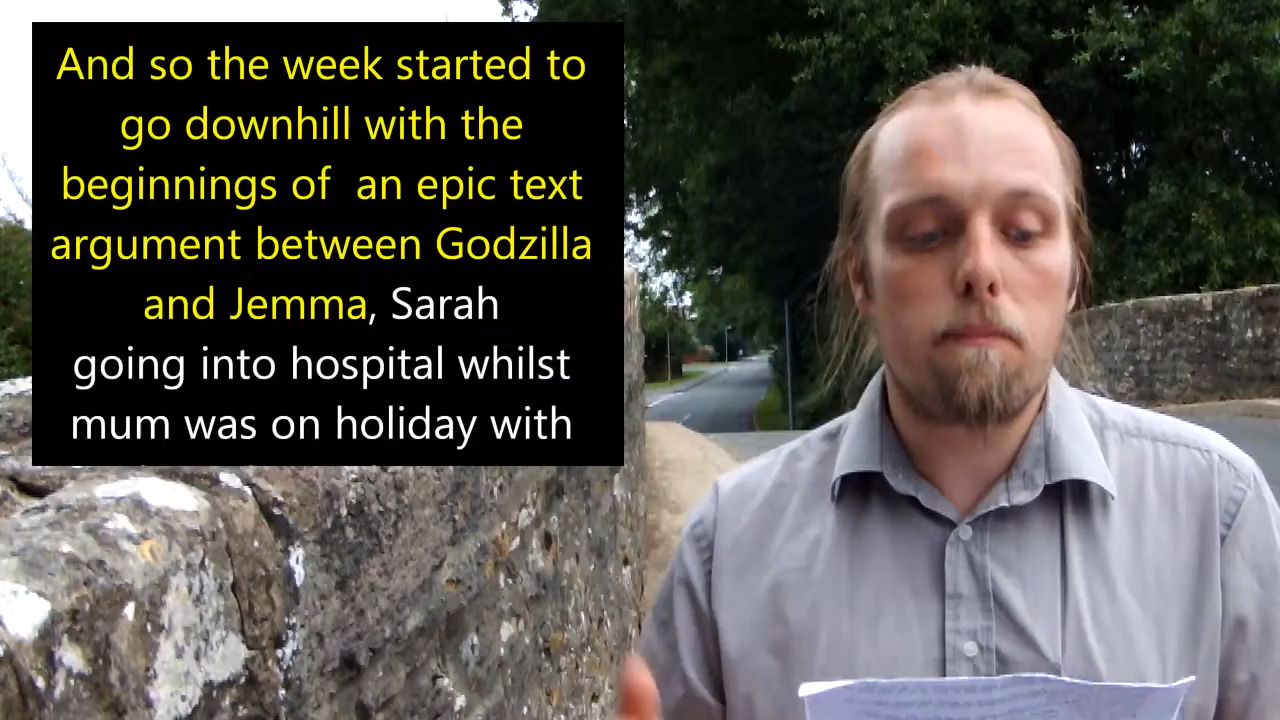 And so the week started to
go downhill with the
beginnings of  an epic text
argument between Godzilla
and Jemma, Sarah
going into hospital whilst
mum was on holiday with